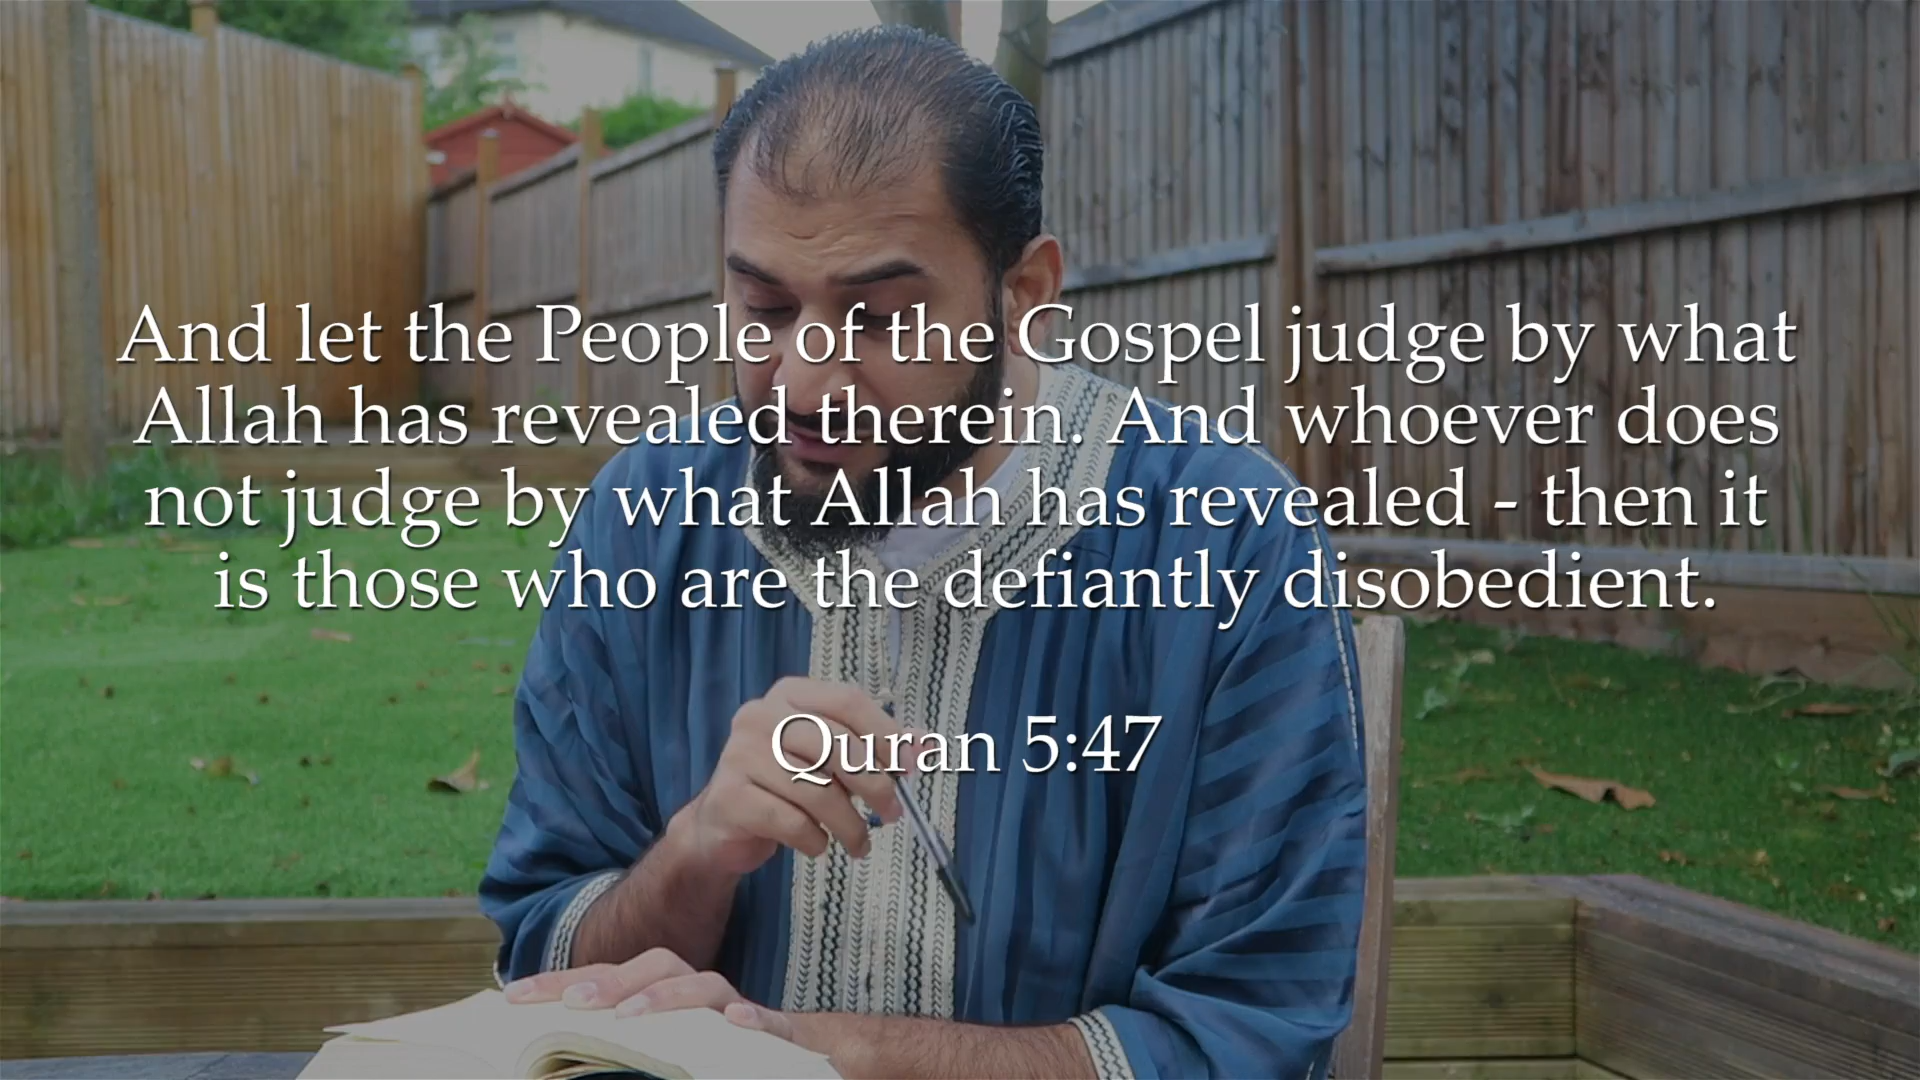 And let the People of the Gospel judge by what
Allah has revealed therein. And whoever does
not judge by what Allah has revealed - then it
is those who are the defiantly disobedient.
Quran 5:47